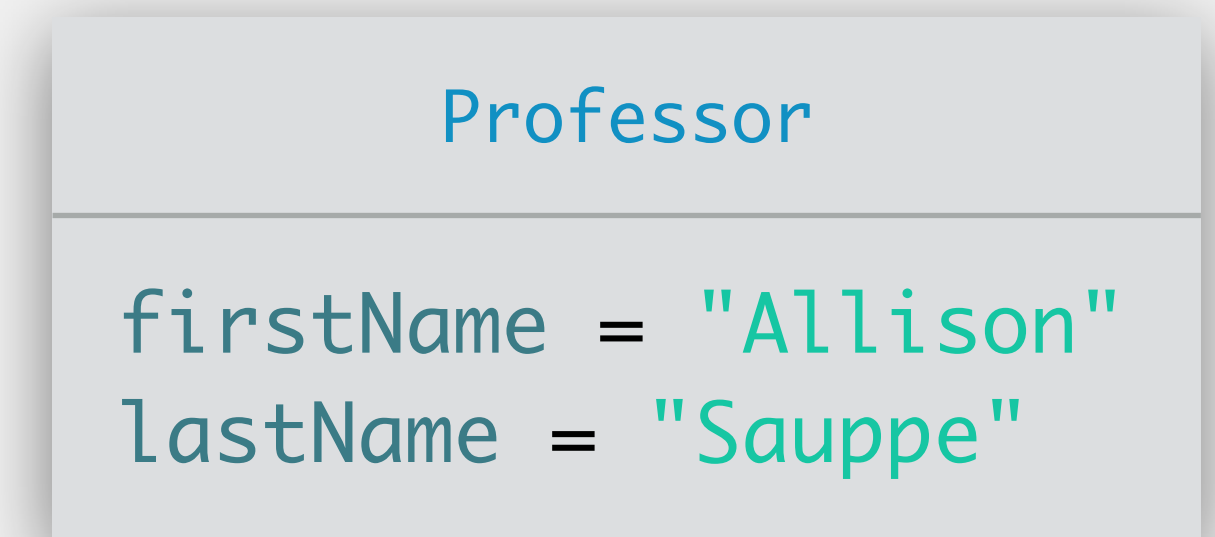 Professor
firstName = "Allison"
lastName = "Sauppe"